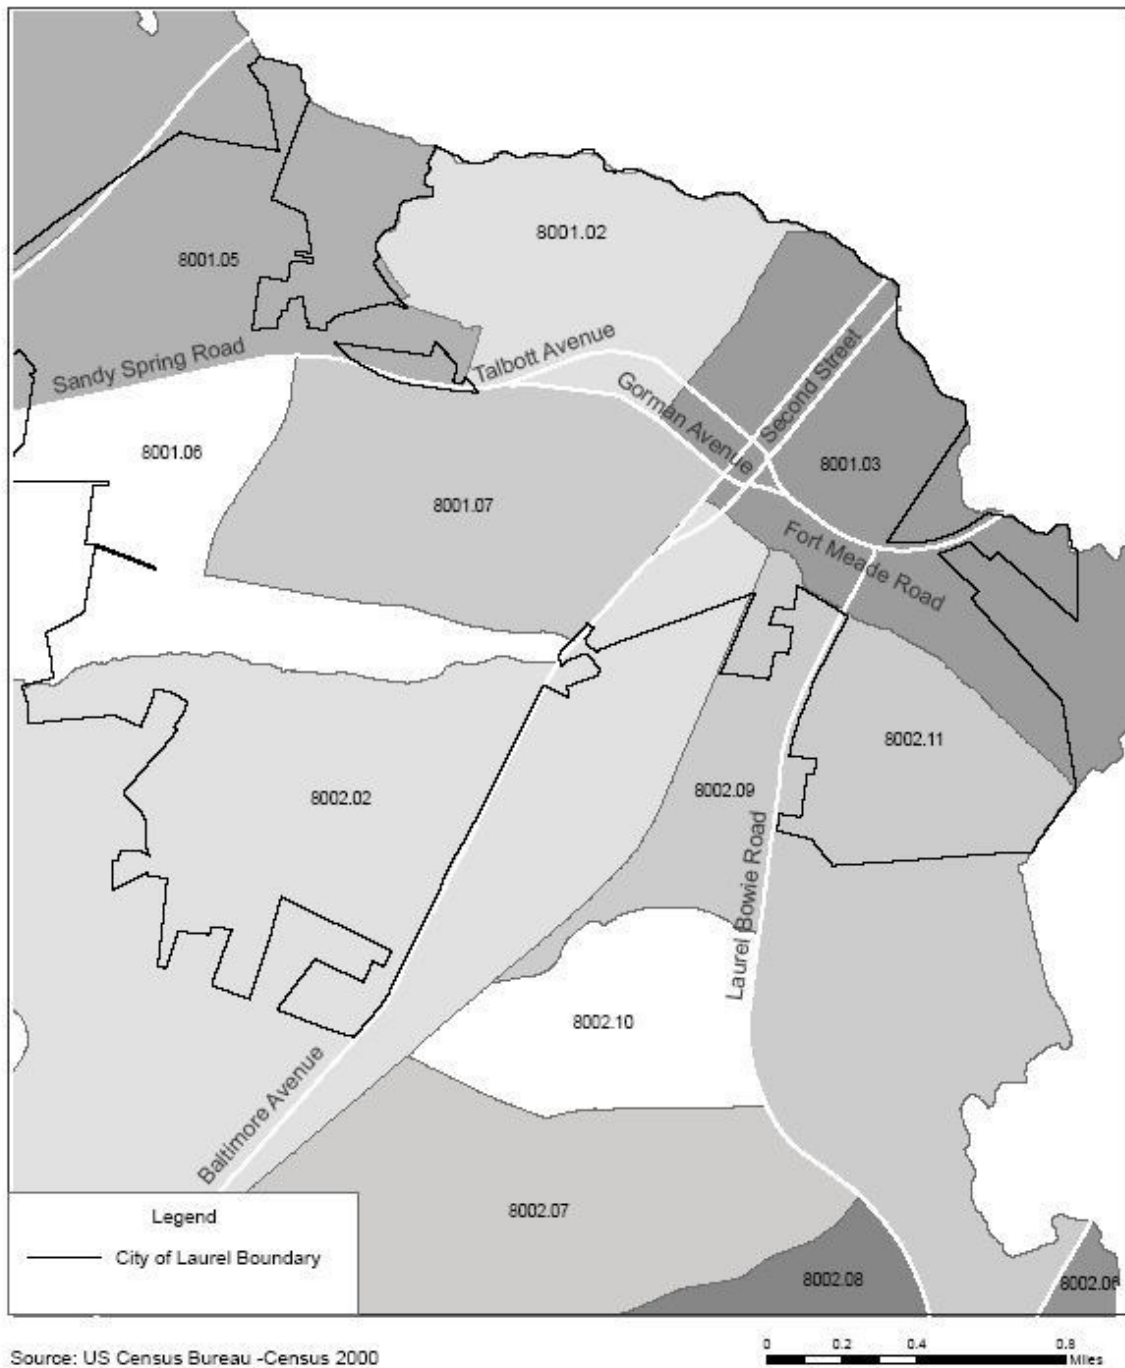 8001.02
8001.05
Sandy Spring Road
Talbott Avenue
Gorman Avenue
Second Street
8001.06
8001.07
8001.03
Fort Meade Road
8002.11
8002.02
8002.09
Laurel Bowie Road
8002.10
Baltimore Avenue
8002.07
8002.08
8002.06
Legend
City of Laurel Boundary
Source: US Census Bureau -Census 2000
0 0.2 0.4 0.8
Miles